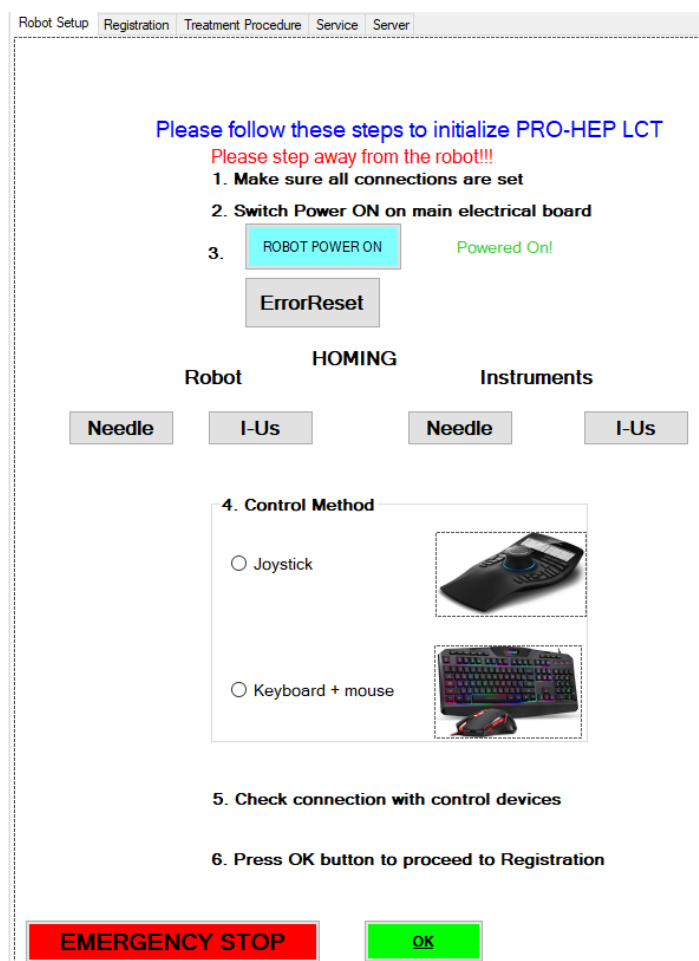 Robot Setup Registration Treatment Procedure Service Server
Please follow these steps to initialize PRO-HEP LCT
Please step away from the robot!!!
1. Make sure all connections are set
2. Switch Power ON on main electrical board
3. ROBOT POWER ON Powered On!
ErrorReset
HOMING
Robot Instruments
Needle I-Us Needle I-Us
4. Control Method
Joystick
Keyboard + mouse
5. Check connection with control devices
6. Press OK button to proceed to Registration
EMERGENCY STOP OK